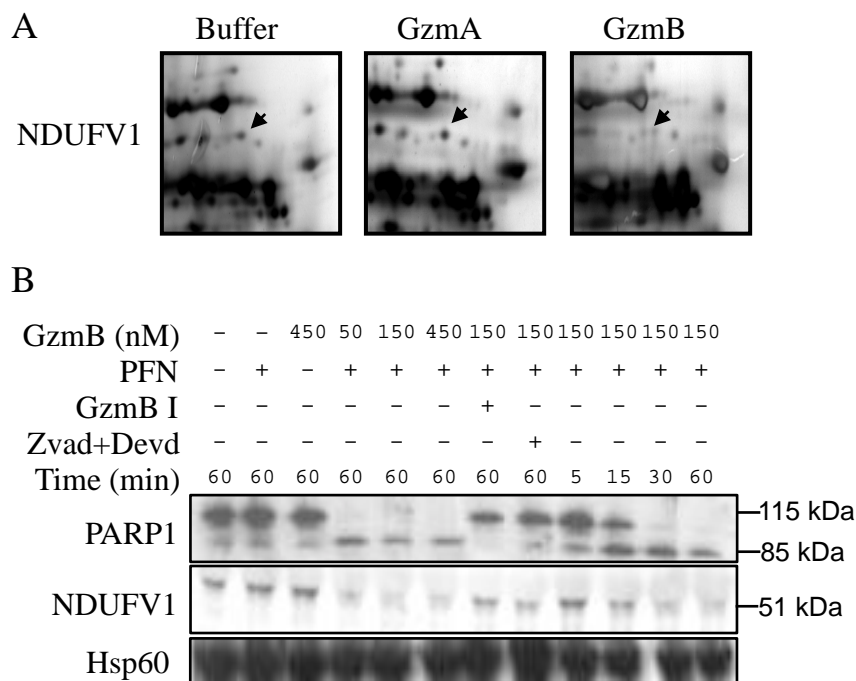 A
Buffer GzmA GzmB
NDUFV1
B
GzmB (nM) – – 450 50 150 450 150 150 150 150 150 150
PFN – + – + + + + + + + + +
GzmB I – – – – – – + – – – – –
Zvad+Devd – – – – – – – + – – – –
Time (min) 60 60 60 60 60 60 60 60 5 15 30 60
PARP1 115 kDa
85 kDa
NDUFV1 51 kDa
Hsp60